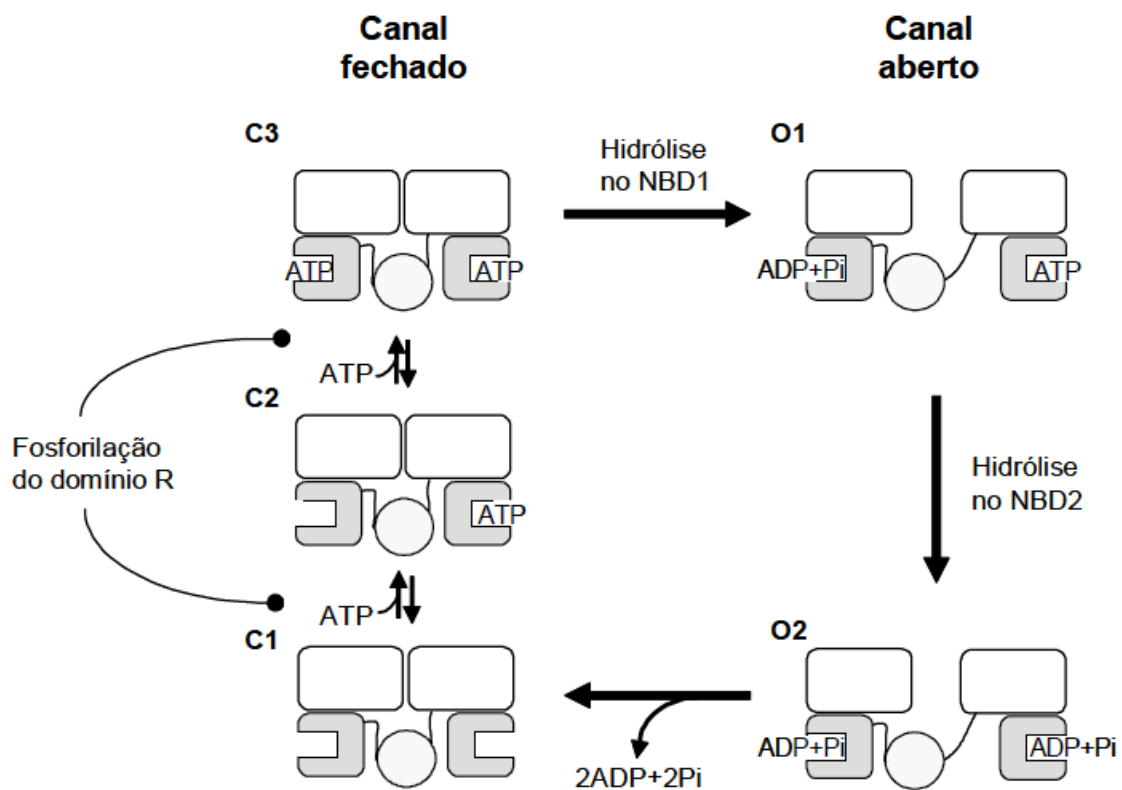 Canal
fechado
Canal
aberto
C3
O1
Hidrólise
no NBD1
ATP
ATP
ADP+Pi
ATP
ATP
C2
Fosforilação
do domínio R
ATP
Hidrólise
no NBD2
ATP
C1
O2
ADP+Pi
ADP+Pi
2ADP+2Pi